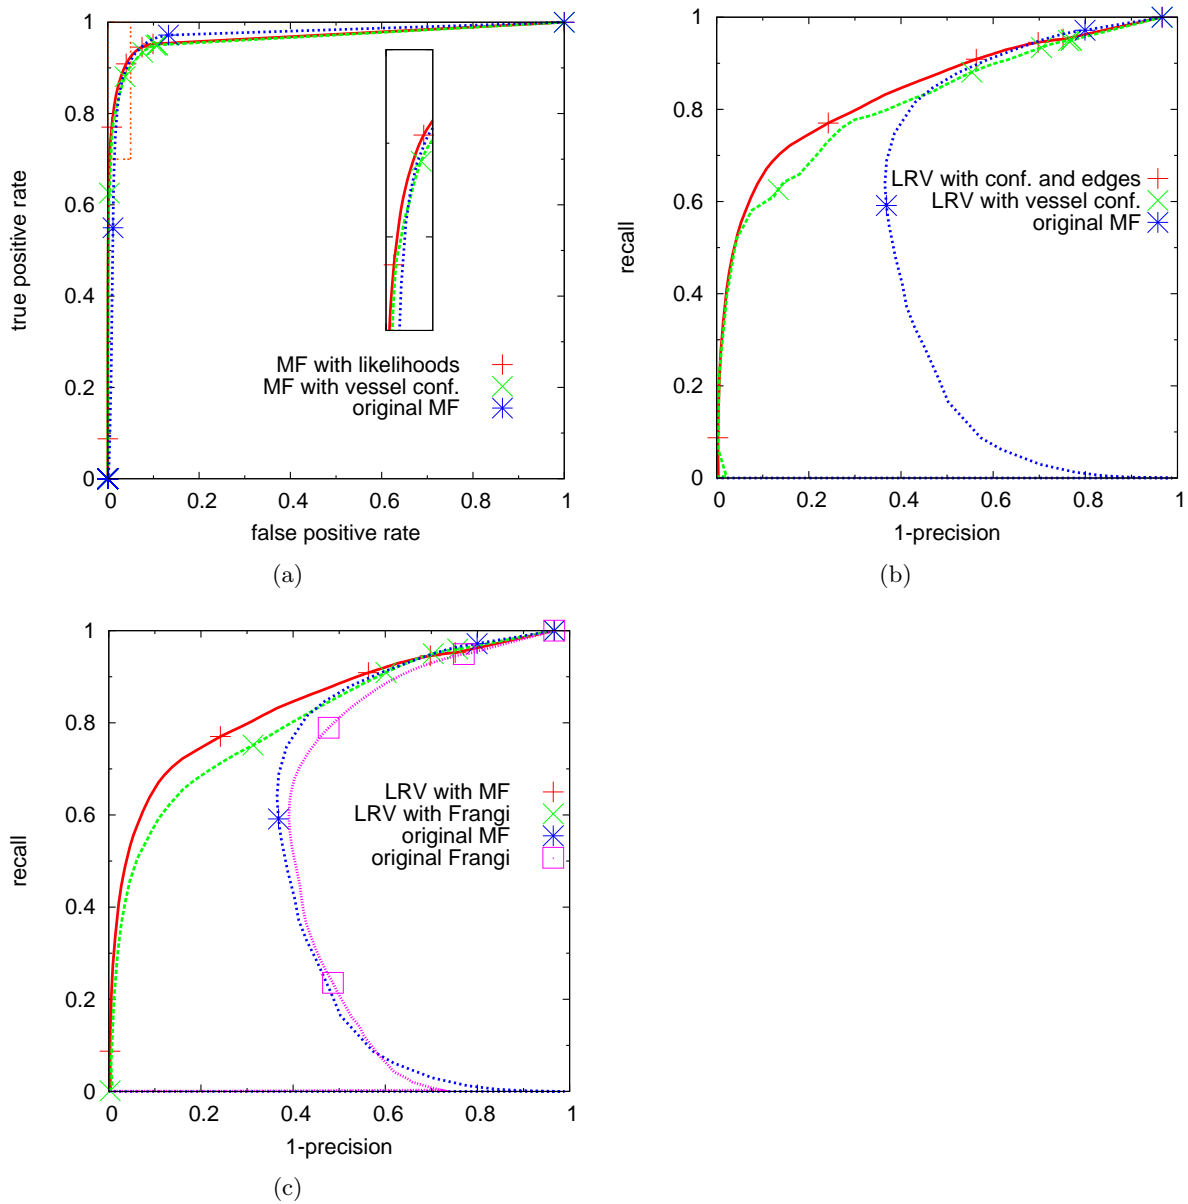 1
0.8
0.6
0.4
0.2
0
true positive rate
MF with likelihoods
MF with vessel conf.
original MF
0 0.2 0.4 0.6 0.8 1
false positive rate
(a)
1
0.8
0.6
0.4
0.2
0
recall
LRV with conf. and edges
LRV with vessel conf.
original MF
0 0.2 0.4 0.6 0.8 1
1-precision
(b)
1
0.8
0.6
0.4
0.2
0
recall
LRV with MF
LRV with Frangi
original MF
original Frangi
0 0.2 0.4 0.6 0.8 1
1-precision
(c)